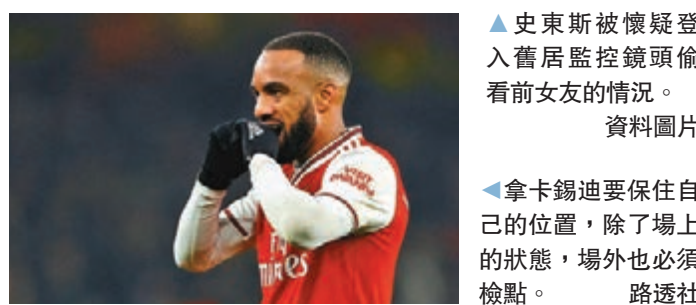 ▲史東斯被懷疑登
入舊居監控鏡頭偷
看前女友的情況。
資料圖片
◀拿卡錫迪要保住自
己的位置，除了場上
的狀態，場外也必須
檢點。 路透社
VISIT